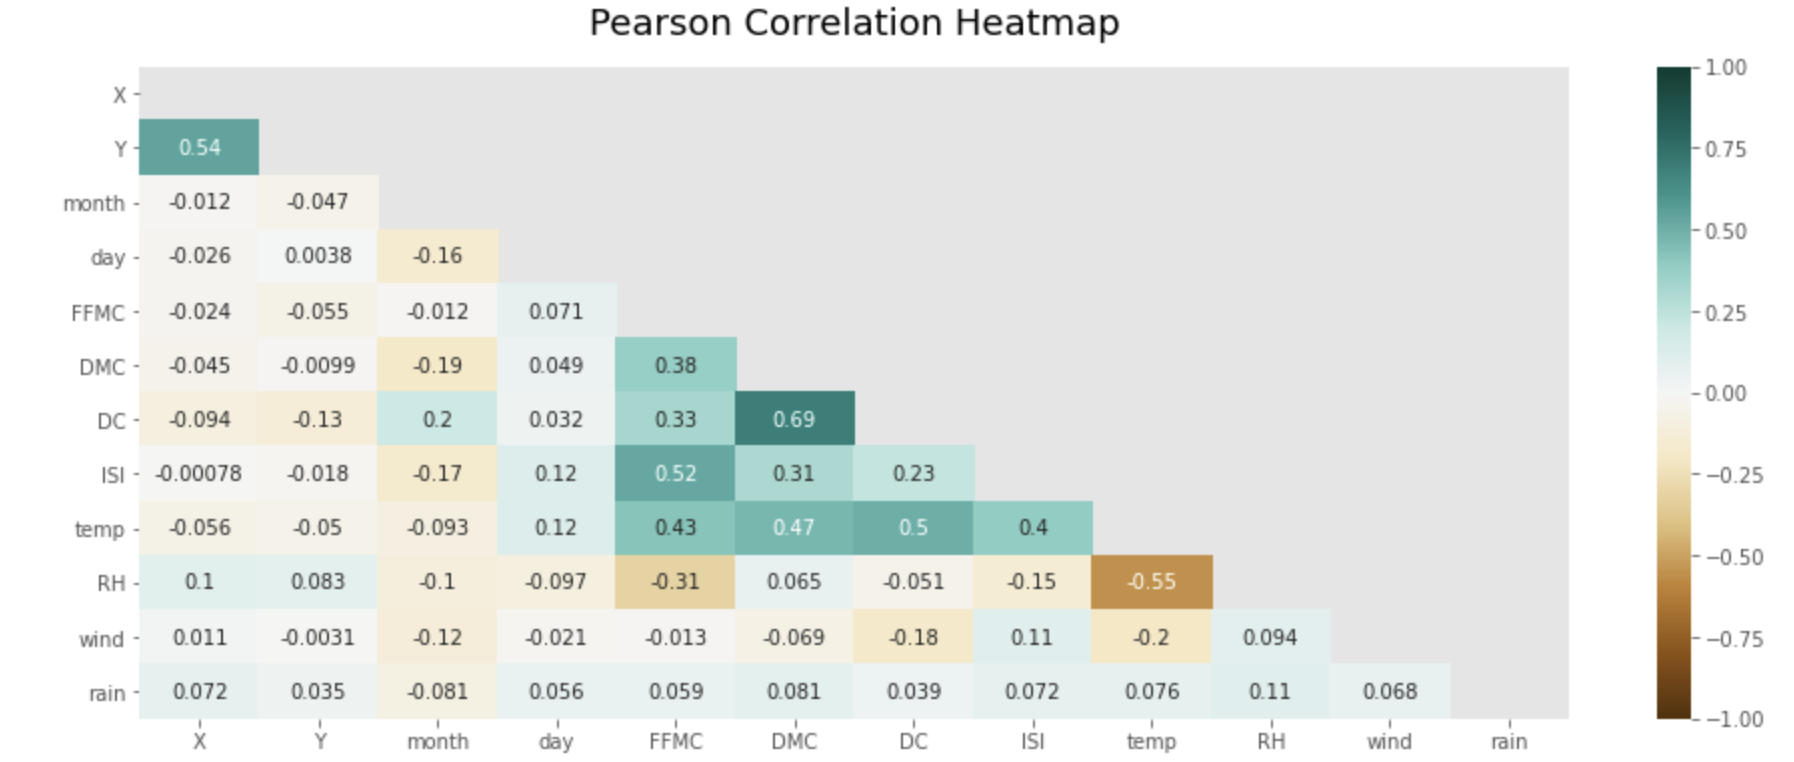 Pearson Correlation Heatmap
X
Y 0.54
month -0.012 -0.047
day -0.026 0.0038 -0.16
FFMC -0.024 -0.055 -0.012 0.071
DMC -0.045 -0.0099 -0.19 0.049 0.38
DC -0.094 -0.13 0.2 0.032 0.33 0.69
ISI -0.00078 -0.018 -0.17 0.12 0.52 0.31 0.23
temp -0.056 -0.05 -0.093 0.12 0.43 0.47 0.5 0.4
RH 0.1 0.083 -0.1 -0.097 -0.31 0.065 -0.051 -0.15 -0.55
wind 0.011 -0.0031 -0.12 -0.021 -0.013 -0.069 -0.18 0.11 -0.2 0.094
rain 0.072 0.035 -0.081 0.056 0.059 0.081 0.039 0.072 0.076 0.11 0.068
X Y month day FFMC DMC DC ISI temp RH wind rain
1.00
0.75
0.50
0.25
0.00
−0.25
−0.50
−0.75
−1.00